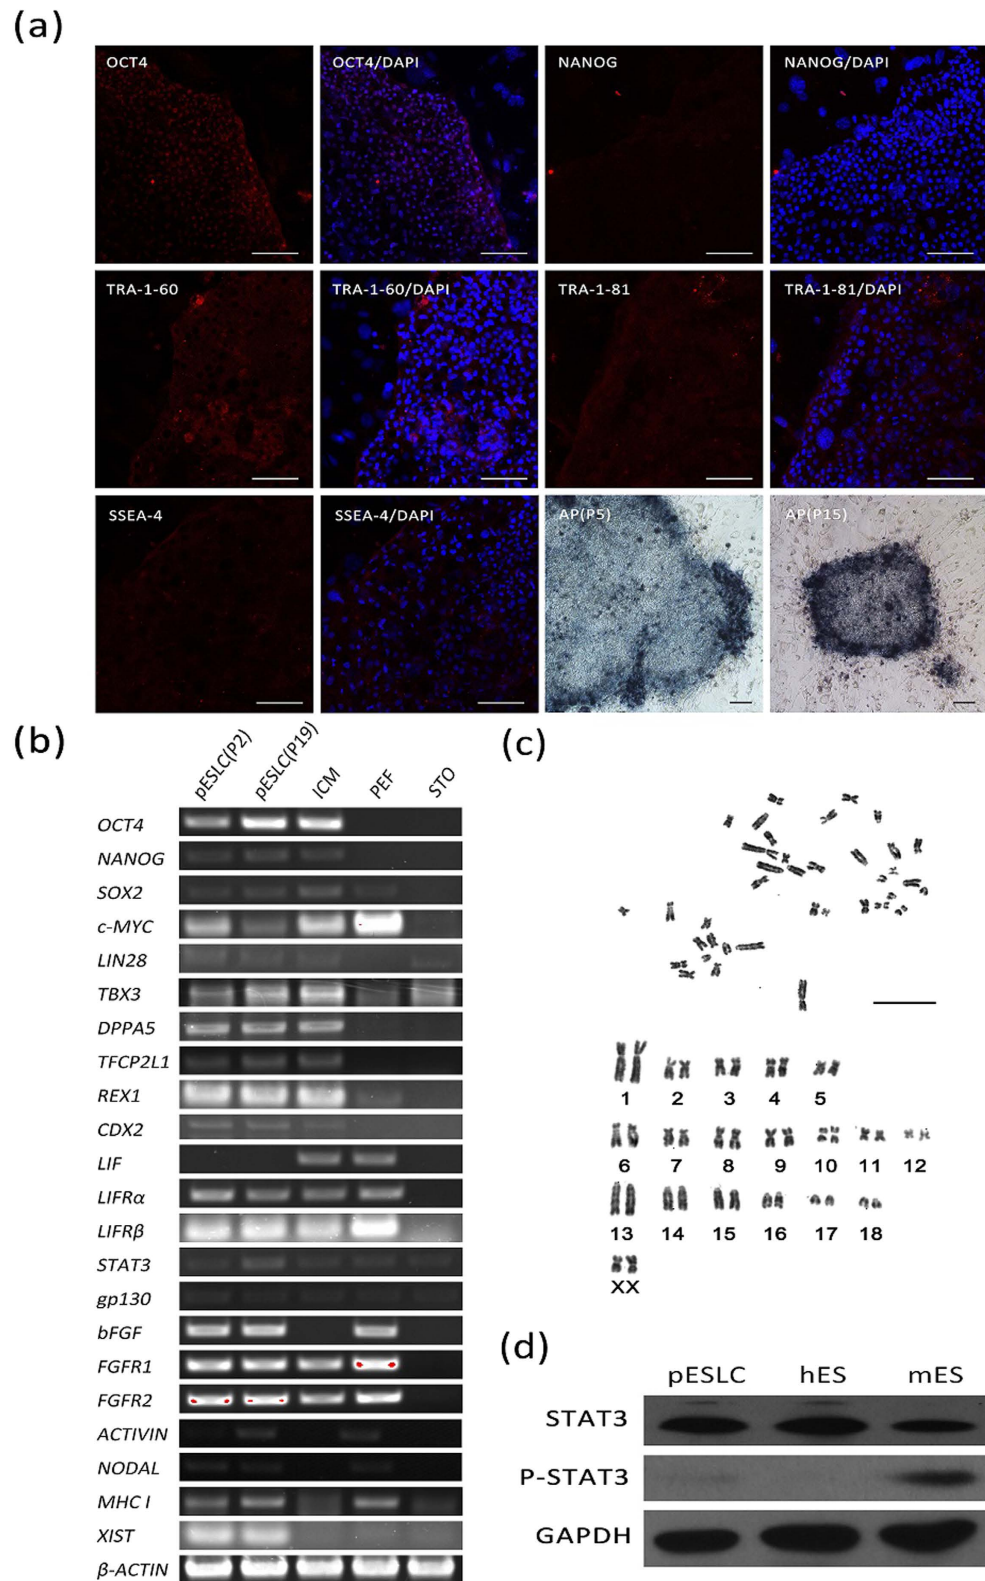 (a)
OCT4 OCT4/DAPI NANOG NANOG/DAPI
TRA-1-60 TRA-1-60/DAPI TRA-1-81 TRA-1-81/DAPI
SSEA-4 SSEA-4/DAPI AP(P5) AP(P15)
(b)
pESLC(P2) pESLC(P19) ICM PEF STO
OCT4
NANOG
SOX2
c-MYC
LIN28
TBX3
DPPA5
TFCP2L1
REX1
CDX2
LIF
LIFRα
LIFRβ
STAT3
gp130
bFGF
FGFR1
FGFR2
ACTIVIN
NODAL
MHC I
XIST
β-ACTIN
(c)
1 2 3 4 5
6 7 8 9 10 11 12
13 14 15 16 17 18
XX
(d)
pESLC hES mES
STAT3
P-STAT3
GAPDH